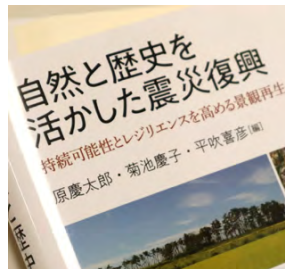 自然と歴史を
活かした震災復興
持続可能性とレジリエンスを高める景観再生
原慶太郎・菊池慶子・平吹喜彦[編]